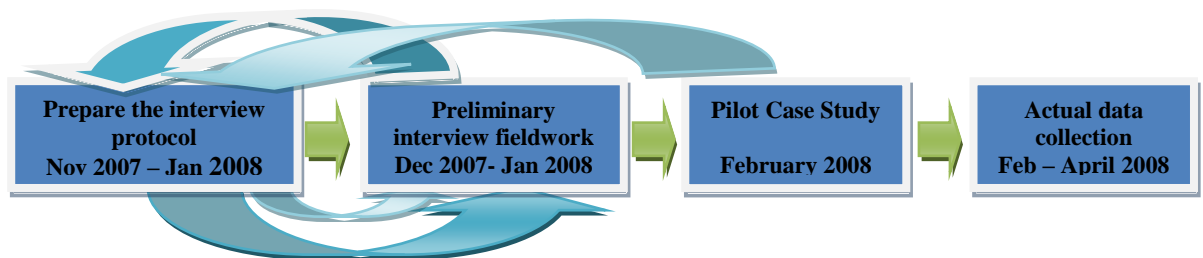 Prepare the interview
protocol
Nov 2007 – Jan 2008
Preliminary
interview fieldwork
Dec 2007- Jan 2008
Pilot Case Study
February 2008
Actual data
collection
Feb – April 2008